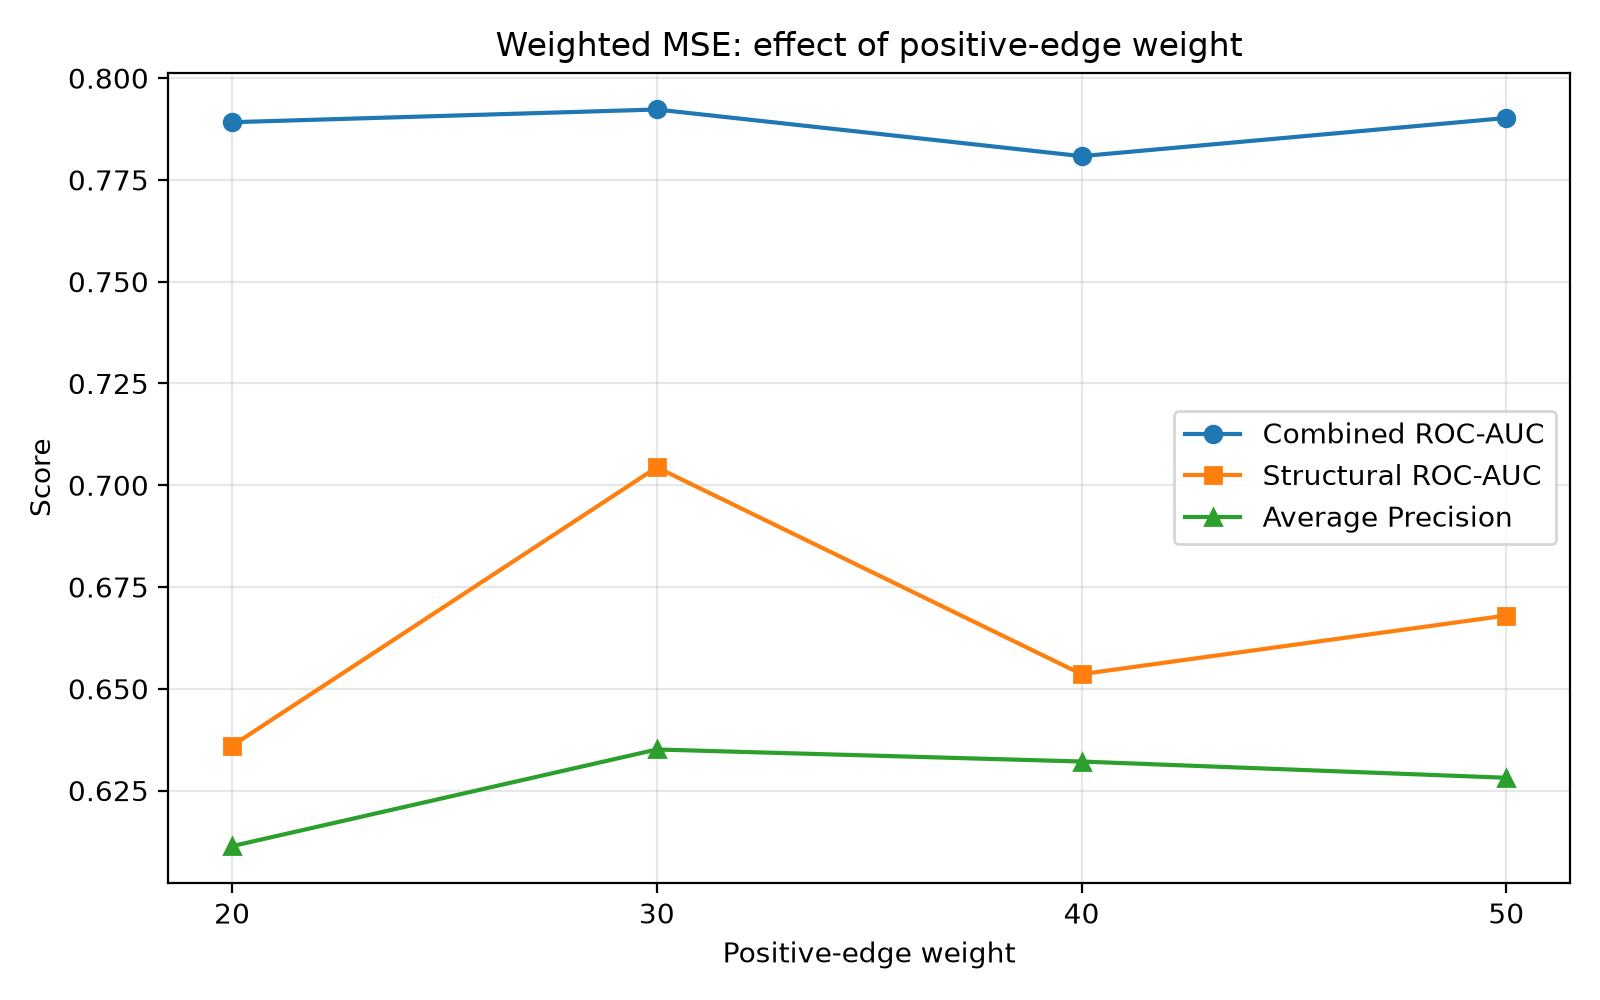 Weighted MSE: effect of positive-edge weight
0.800
0.775
0.750
0.725
0.700
0.675
0.650
0.625
Score
Combined ROC-AUC
Structural ROC-AUC
Average Precision
20 30 40 50
Positive-edge weight